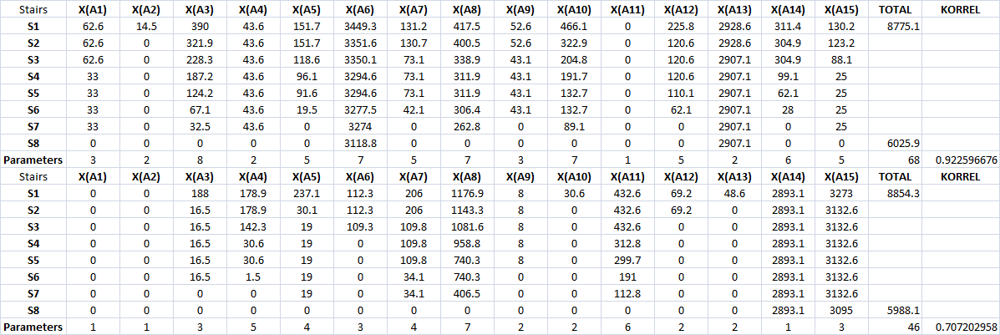 Stairs X(A1) X(A2) X(A3) X(A4) X(A5) X(A6) X(A7) X(A8) X(A9) X(A10) X(A11) X(A12) X(A13) X(A14) X(A15) TOTAL KORREL
S1 62.6 14.5 390 43.6 151.7 3449.3 131.2 417.5 52.6 466.1 0 225.8 2928.6 311.4 130.2 8775.1
S2 62.6 0 321.9 43.6 151.7 3351.6 130.7 400.5 52.6 322.9 0 120.6 2928.6 304.9 123.2
S3 62.6 0 228.3 43.6 118.6 3350.1 73.1 338.9 43.1 204.8 0 120.6 2907.1 304.9 88.1
S4 33 0 187.2 43.6 96.1 3294.6 73.1 311.9 43.1 191.7 0 120.6 2907.1 99.1 25
S5 33 0 124.2 43.6 91.6 3294.6 73.1 311.9 43.1 132.7 0 110.1 2907.1 62.1 25
S6 33 0 67.1 43.6 19.5 3277.5 42.1 306.4 43.1 132.7 0 62.1 2907.1 28 25
S7 33 0 32.5 43.6 0 3274 0 262.8 0 89.1 0 0 2907.1 0 25
S8 0 0 0 0 0 3118.8 0 0 0 0 0 0 2907.1 0 0 6025.9
Parameters 3 2 8 2 5 7 5 7 3 7 1 5 2 6 5 68 0.922596676
Stairs X(A1) X(A2) X(A3) X(A4) X(A5) X(A6) X(A7) X(A8) X(A9) X(A10) X(A11) X(A12) X(A13) X(A14) X(A15) TOTAL KORREL
S1 0 0 188 178.9 237.1 112.3 206 1176.9 8 30.6 432.6 69.2 48.6 2893.1 3273 8854.3
S2 0 0 16.5 178.9 30.1 112.3 206 1143.3 8 0 432.6 69.2 0 2893.1 3132.6
S3 0 0 16.5 142.3 19 109.3 109.8 1081.6 8 0 432.6 0 0 2893.1 3132.6
S4 0 0 16.5 30.6 19 0 109.8 958.8 8 0 312.8 0 0 2893.1 3132.6
S5 0 0 16.5 30.6 19 0 109.8 740.3 8 0 299.7 0 0 2893.1 3132.6
S6 0 0 16.5 1.5 19 0 34.1 740.3 0 0 191 0 0 2893.1 3132.6
S7 0 0 0 0 19 0 34.1 406.5 0 0 112.8 0 0 2893.1 3132.6
S8 0 0 0 0 0 0 0 0 0 0 0 0 0 2893.1 3095 5988.1
Parameters 1 1 3 5 4 3 4 7 2 2 6 2 2 1 3 46 0.707202958